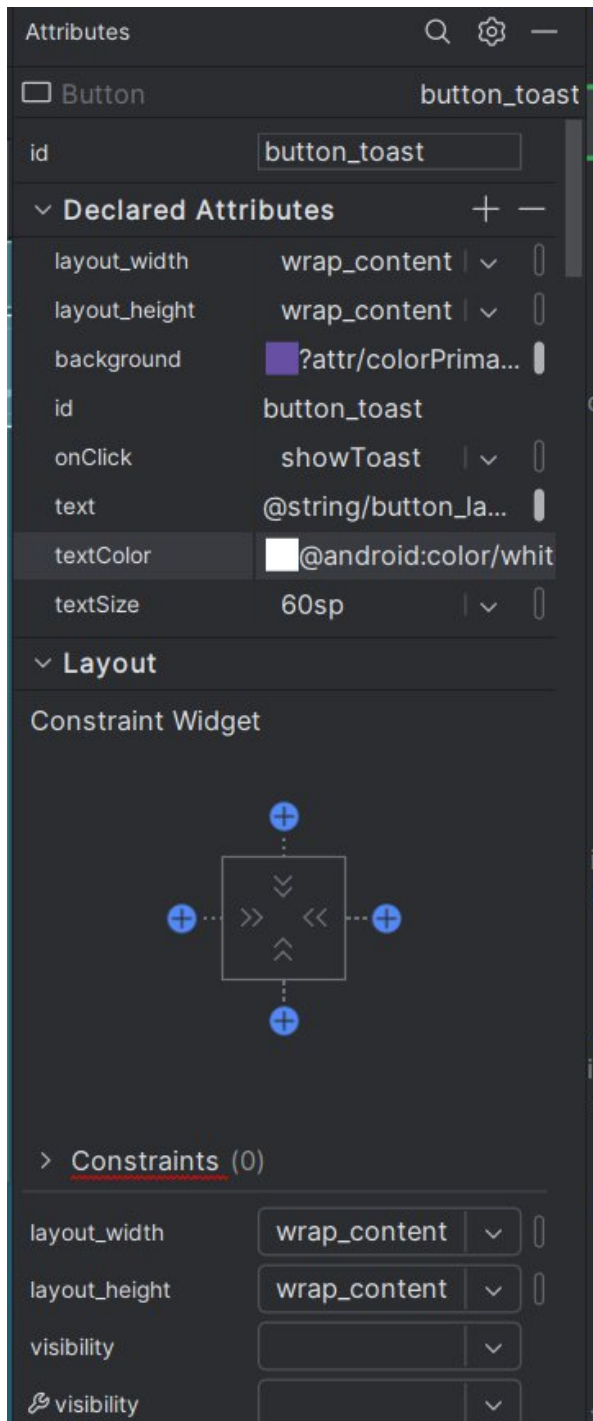 Attributes
Button button_toast
id button_toast
Declared Attributes
layout_width wrap_content
layout_height wrap_content
background ?attr/colorPrima...
id button_toast
onClick showToast
text @string/button_la...
textColor @android:color/whit
textSize 60sp
Layout
Constraint Widget
Constraints (0)
layout_width wrap_content
layout_height wrap_content
visibility
visibility